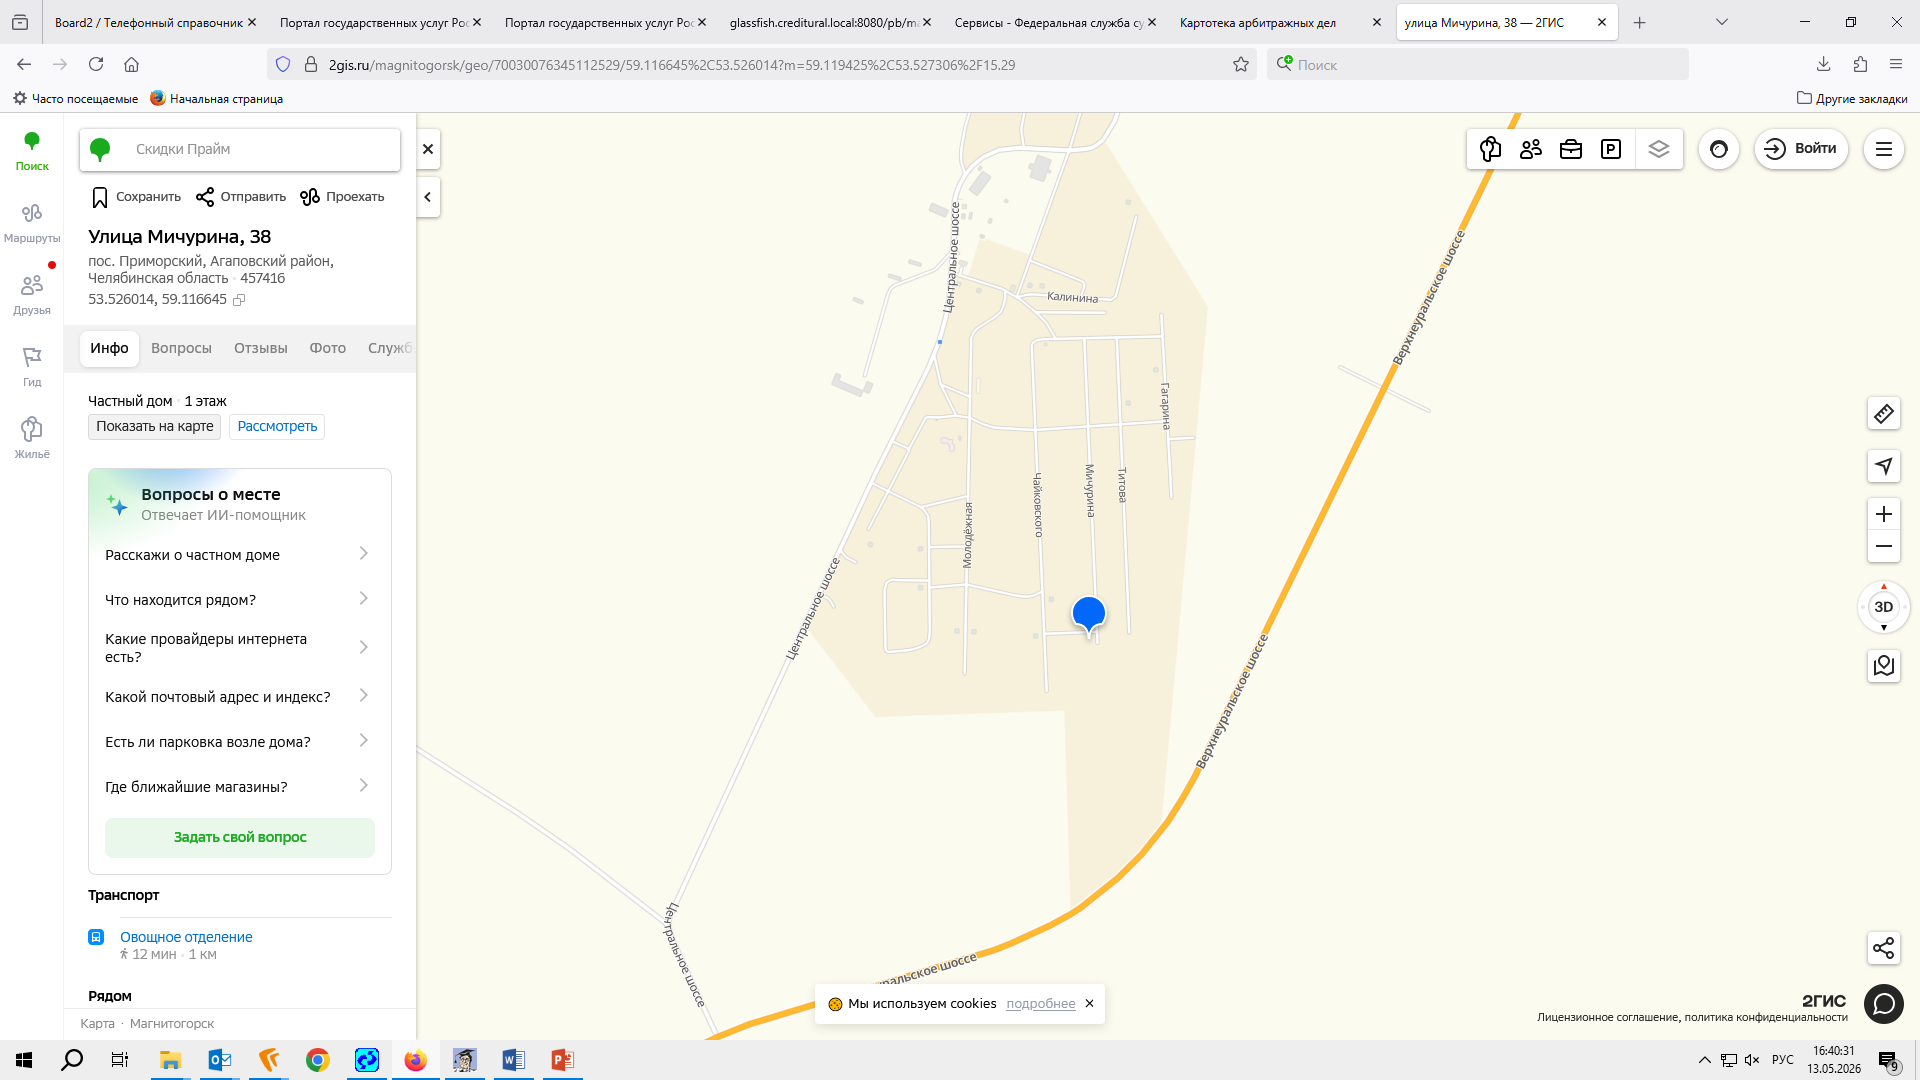 Board2 / Телефонный справочник
Портал государственных услуг Рос
Портал государственных услуг Рос
glassfish.creditural.local:8080/pb/ma
Сервисы - Федеральная служба су
Картотека арбитражных дел
улица Мичурина, 38 — 2ГИС
2gis.ru/magnitogorsk/geo/70030076345112529/59.116645%2C53.526014?m=59.119425%2C53.527306%2F15.29
Поиск
Часто посещаемые
Начальная страница
Другие закладки
Поиск
Маршруты
Друзья
Гид
Жильё
Скидки Прайм
Сохранить
Отправить
Проехать
Улица Мичурина, 38
пос. Приморский, Агаповский район,
Челябинская область · 457416
53.526014, 59.116645
Инфо
Вопросы
Отзывы
Фото
Служб
Частный дом · 1 этаж
Показать на карте
Рассмотреть
Вопросы о месте
Отвечает ИИ-помощник
Расскажи о частном доме
Что находится рядом?
Какие провайдеры интернета
есть?
Какой почтовый адрес и индекс?
Есть ли парковка возле дома?
Где ближайшие магазины?
Задать свой вопрос
Транспорт
Овощное отделение
12 мин · 1 км
Рядом
Карта · Магнитогорск
Центральное шоссе
Калинина
Гагарина
Титова
Мичурина
Чайковского
Молодёжная
Центральное шоссе
Центральное шоссе
Верхнеуральское шоссе
Верхнеуральское шоссе
уральское шоссе
Войти
3D
Мы используем cookies
подробнее
2ГИС
Лицензионное соглашение, политика конфиденциальности
РУС
16:40:31
13.05.2026
9